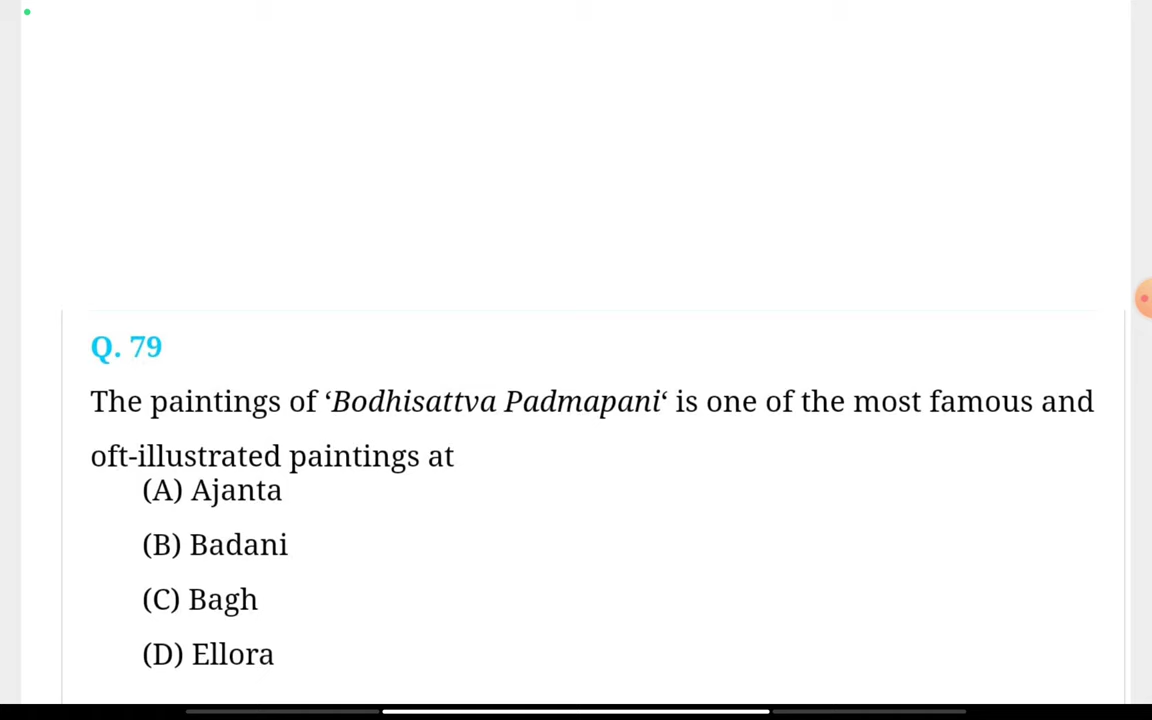 Q. 79
The paintings of ‘Bodhisattva Padmapani‘ is one of the most famous and
oft-illustrated paintings at
(A) Ajanta
(B) Badani
(C) Bagh
(D) Ellora